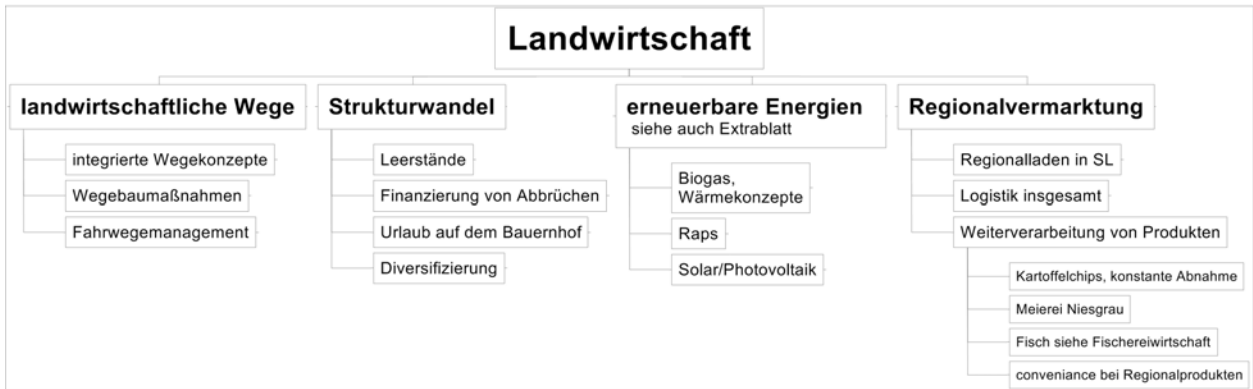 Landwirtschaft
landwirtschaftliche Wege
integrierte Wegekonzepte
Wegebaumaßnahmen
Fahrwegemanagement
Strukturwandel
Leerstände
Finanzierung von Abbrüchen
Urlaub auf dem Bauernhof
Diversifizierung
erneuerbare Energien
siehe auch Extrablatt
Biogas,
Wärmekonzepte
Raps
Solar/Photovoltaik
Regionalvermarktung
Regionalladen in SL
Logistik insgesamt
Weiterverarbeitung von Produkten
Kartoffelchips, konstante Abnahme
Meierei Niesgrau
Fisch siehe Fischereiwirtschaft
conveniance bei Regionalprodukten